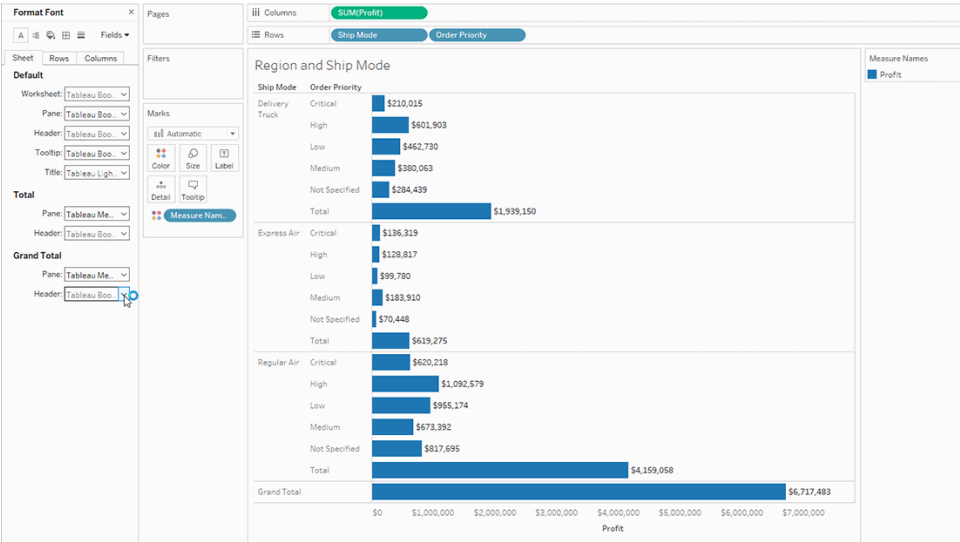 Format Font ×
A Fields
Sheet Rows Columns
Default
Worksheet: Tableau Boo..
Pane: Tableau Boo..
Header: Tableau Boo..
Tooltip: Tableau Boo..
Title: Tableau Ligh..
Total
Pane: Tableau Me..
Header: Tableau Boo..
Grand Total
Pane: Tableau Me..
Header: Tableau Boo..
Pages
Filters
Marks
Automatic
Color Size Label
Detail Tooltip
Measure Nam..
Columns SUM(Profit)
Rows Ship Mode Order Priority
Region and Ship Mode
Ship Mode Order Priority
Delivery Truck Critical $210,015
High $601,903
Low $462,730
Medium $380,063
Not Specified $284,439
Total $1,939,150
Express Air Critical $136,319
High $128,817
Low $99,780
Medium $183,910
Not Specified $70,448
Total $619,275
Regular Air Critical $620,218
High $1,092,579
Low $955,174
Medium $673,392
Not Specified $817,695
Total $4,159,058
Grand Total $6,717,483
$0 $1,000,000 $2,000,000 $3,000,000 $4,000,000 $5,000,000 $6,000,000 $7,000,000
Profit
Measure Names
Profit